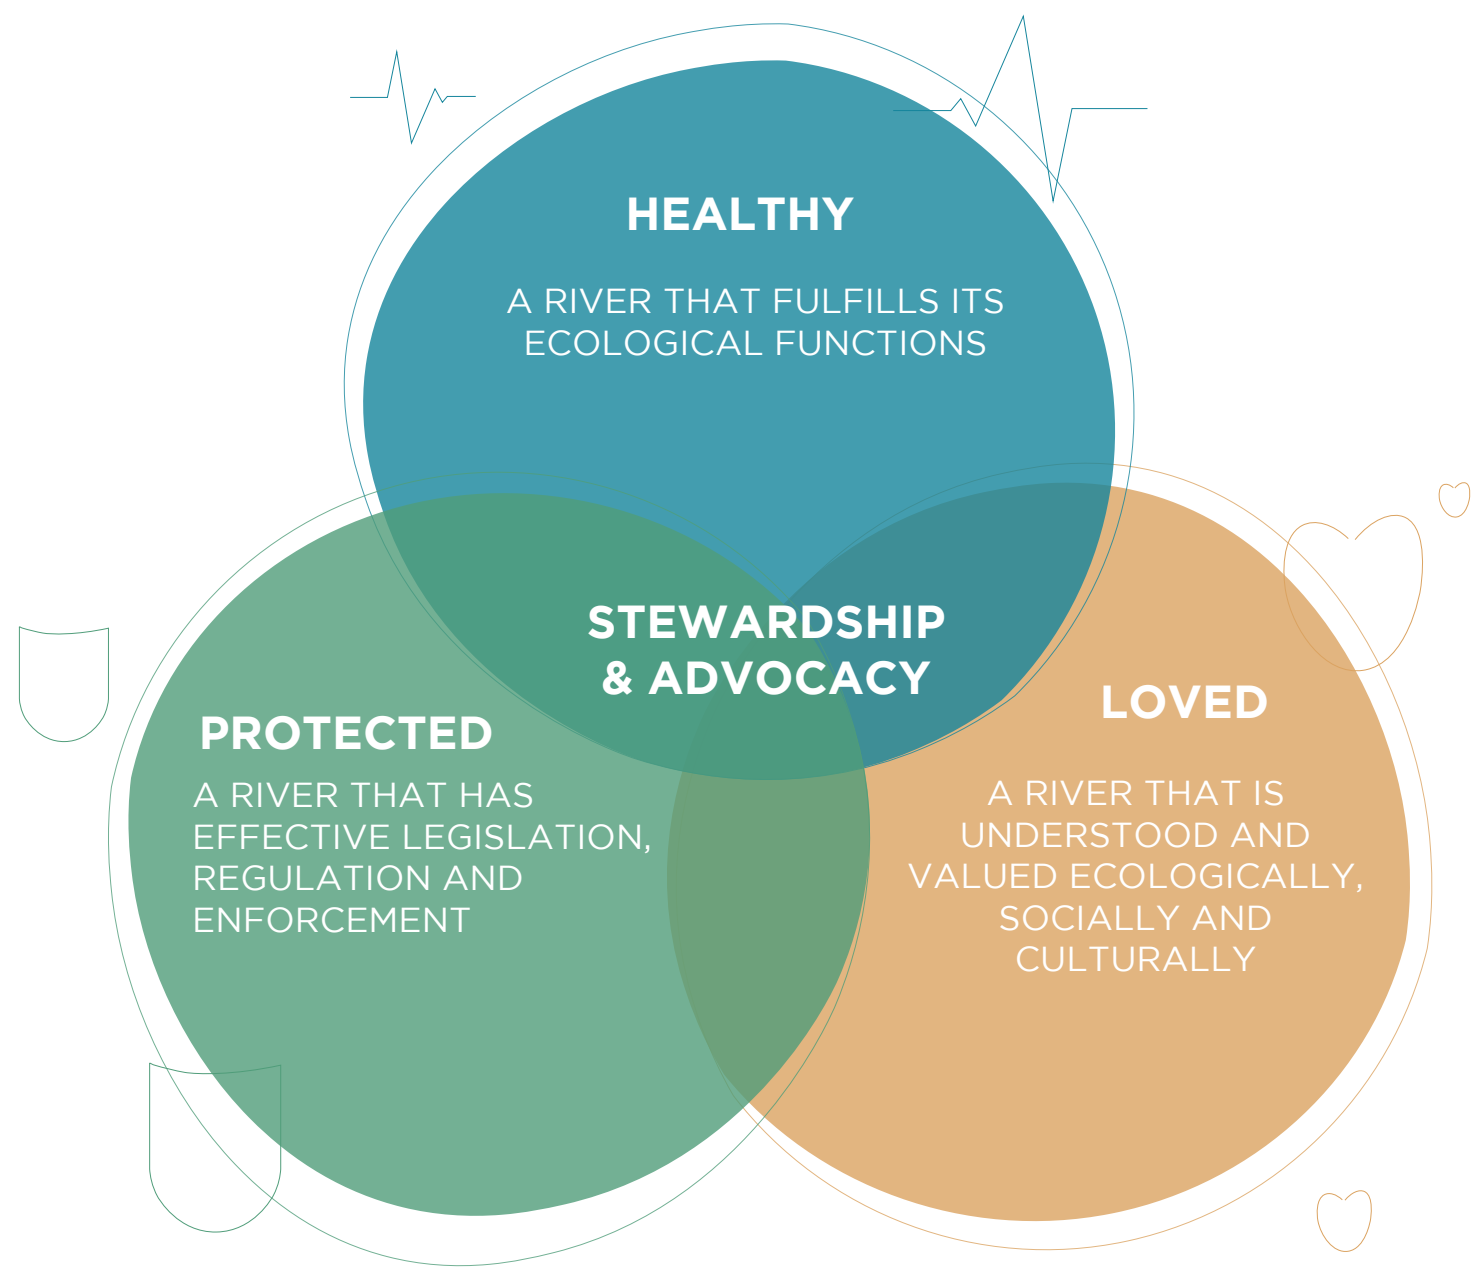 HEALTHY
A RIVER THAT FULFILLS ITS
ECOLOGICAL FUNCTIONS
STEWARDSHIP
& ADVOCACY
PROTECTED
A RIVER THAT HAS
EFFECTIVE LEGISLATION,
REGULATION AND
ENFORCEMENT
LOVED
A RIVER THAT IS
UNDERSTOOD AND
VALUED ECOLOGICALLY,
SOCIALLY AND
CULTURALLY